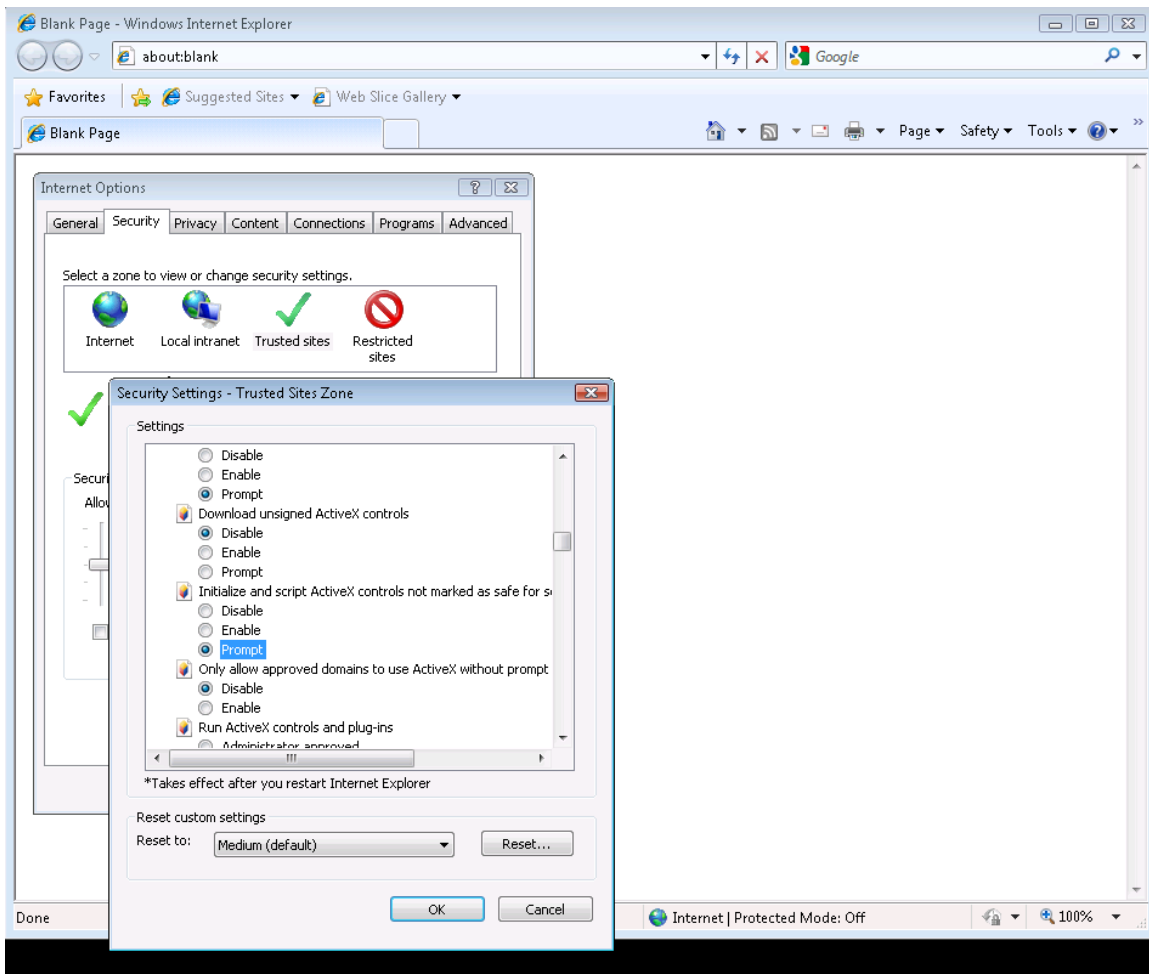 Blank Page - Windows Internet Explorer
about:blank
Google
Favorites
Suggested Sites
Web Slice Gallery
Blank Page
Page
Safety
Tools
Internet Options
General
Security
Privacy
Content
Connections
Programs
Advanced
Select a zone to view or change security settings.
Internet
Local intranet
Trusted sites
Restricted
sites
Security Settings - Trusted Sites Zone
Settings
Disable
Enable
Prompt
Download unsigned ActiveX controls
Disable
Enable
Prompt
Initialize and script ActiveX controls not marked as safe for
Disable
Enable
Prompt
Only allow approved domains to use ActiveX without prompt
Disable
Enable
Run ActiveX controls and plug-ins
Administrator approved
*Takes effect after you restart Internet Explorer
Reset custom settings
Reset to:
Medium (default)
Reset...
OK
Cancel
Done
Internet | Protected Mode: Off
100%